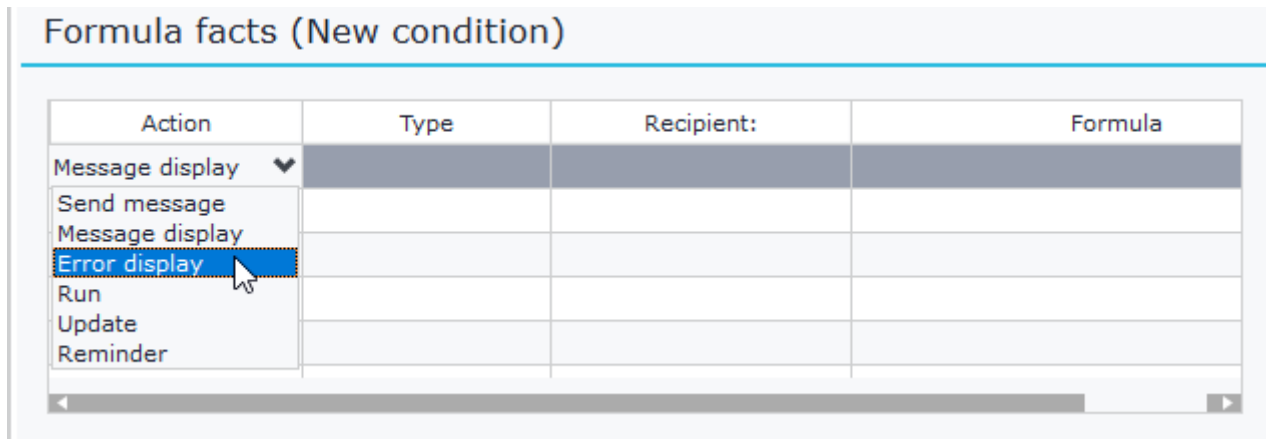 Formula facts (New condition)
Action Type Recipient: Formula
Message display
Send message
Message display
Error display
Run
Update
Reminder